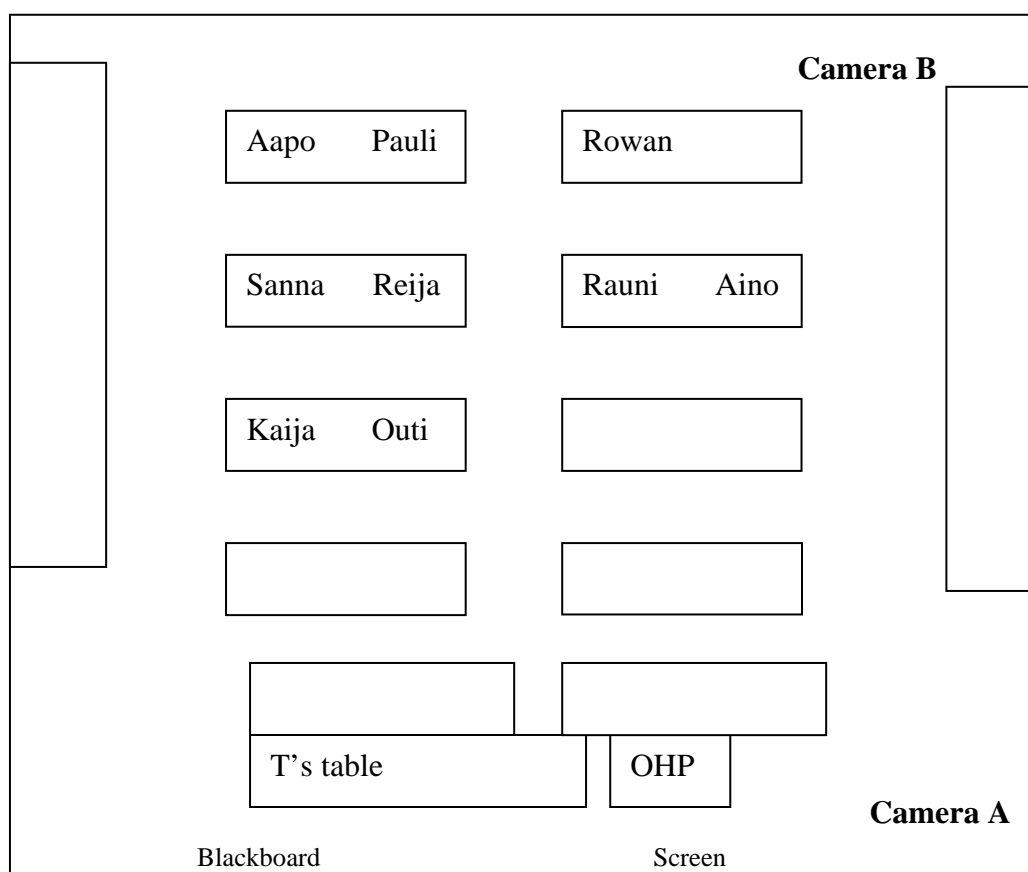 Camera B
Aapo Pauli Rowan
Sanna Reija Rauni Aino
Kaija Outi
T’s table OHP
Camera A
Blackboard Screen